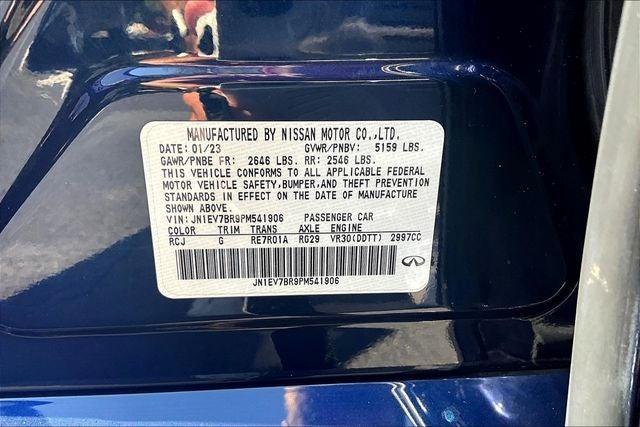 MANUFACTURED BY NISSAN MOTOR CO.,LTD.
DATE: 01/23 GVWR/PNBV: 5159 LBS.
GAWR/PNBE FR: 2646 LBS. RR: 2546 LBS.
THIS VEHICLE CONFORMS TO ALL APPLICABLE FEDERAL
MOTOR VEHICLE SAFETY,BUMPER,AND THEFT PREVENTION
STANDARDS IN EFFECT ON THE DATE OF MANUFACTURE
SHOWN ABOVE.
VIN: JN1EV7BR9PM541906 PASSENGER CAR
COLOR TRIM TRANS AXLE ENGINE
RCJ G RE7R01A RG29 VR30(DDTT) 2997CC
JN1EV7BR9PM541906